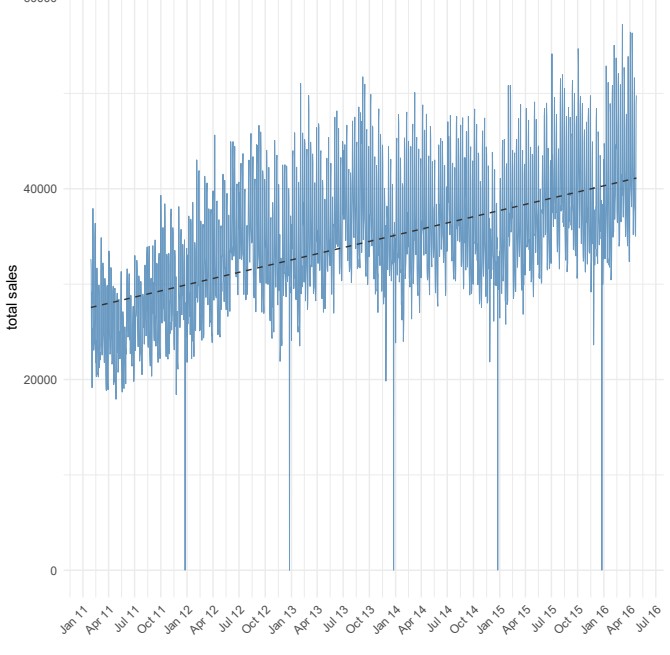 total sales
40000
20000
0
Jan 11
Apr 11
Jul 11
Oct 11
Jan 12
Apr 12
Jul 12
Oct 12
Jan 13
Apr 13
Jul 13
Oct 13
Jan 14
Apr 14
Jul 14
Oct 14
Jan 15
Apr 15
Jul 15
Oct 15
Jan 16
Apr 16
Jul 16